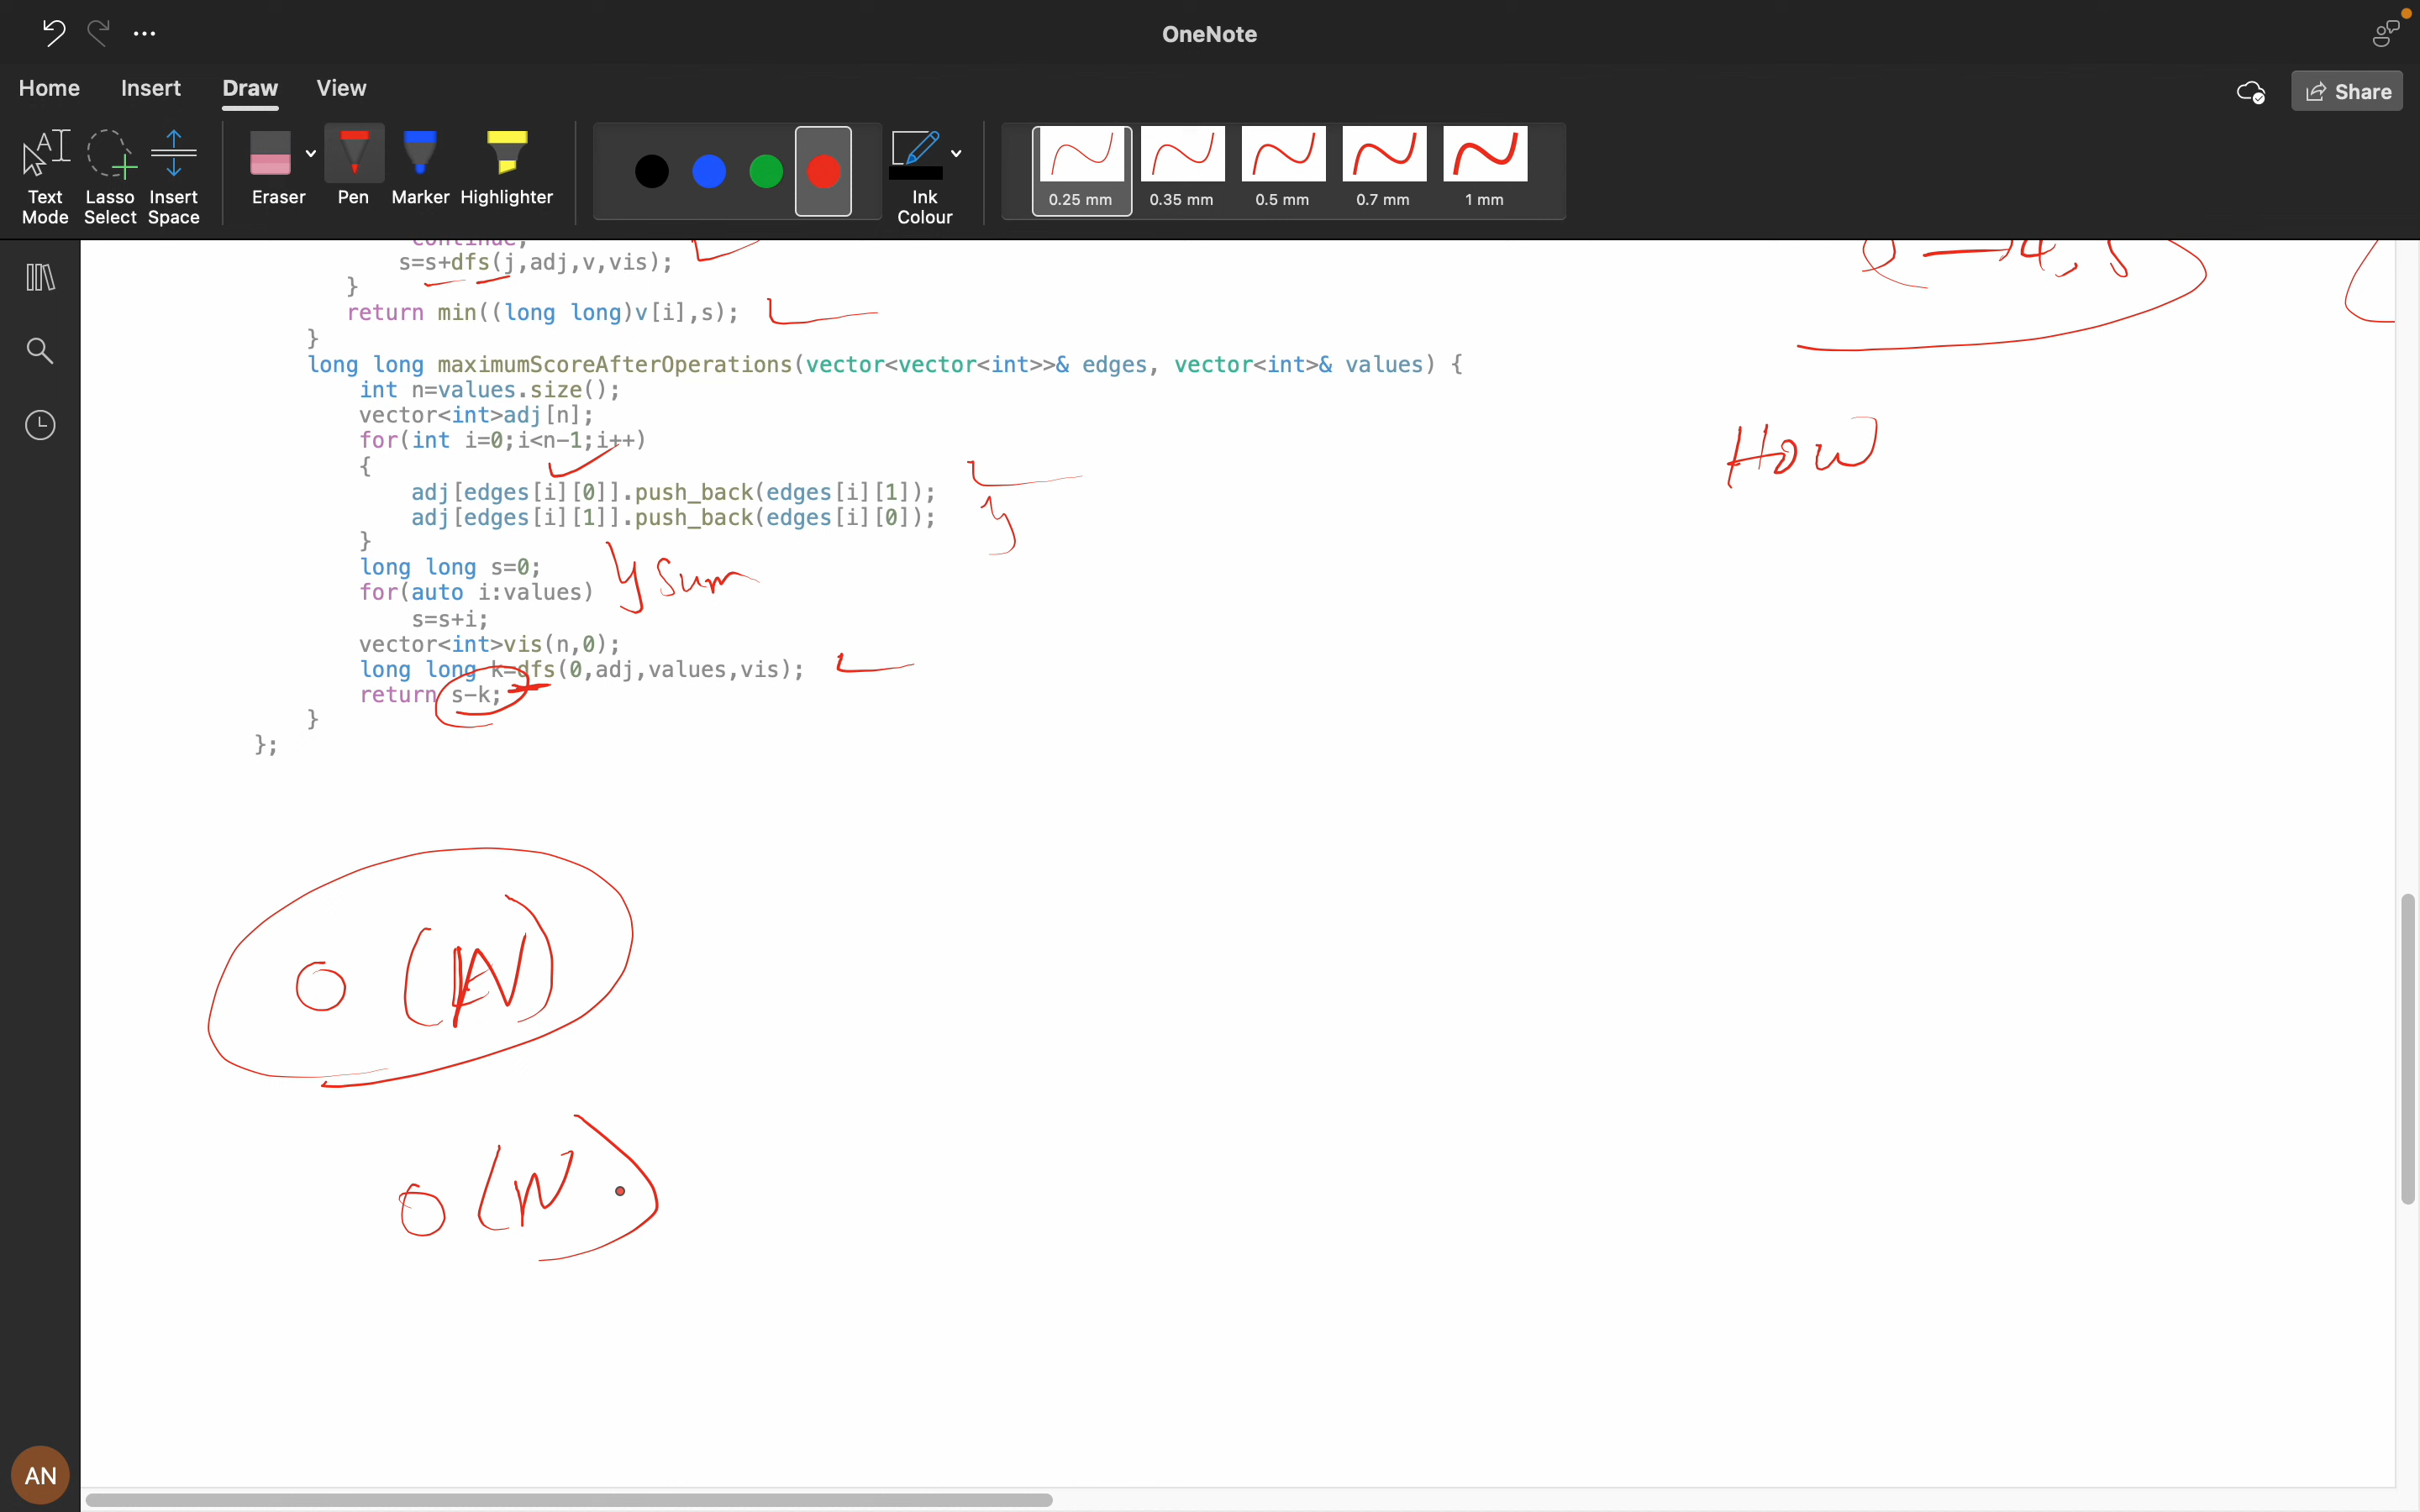 OneNote
Home Insert Draw View
Share
Text Mode
Lasso Select
Insert Space
Eraser
Pen
Marker
Highlighter
Ink Colour
0.25 mm
0.35 mm
0.5 mm
0.7 mm
1 mm
continue;
s=s+dfs(j,adj,v,vis);
}
return min((long long)v[i],s);
}
long long maximumScoreAfterOperations(vector<vector<int>>& edges, vector<int>& values) {
int n=values.size();
vector<int>adj[n];
for(int i=0;i<n-1;i++)
{
adj[edges[i][0]].push_back(edges[i][1]);
adj[edges[i][1]].push_back(edges[i][0]);
}
long long s=0;
for(auto i:values)
s=s+i;
vector<int>vis(n,0);
long long k=dfs(0,adj,values,vis);
return s-k;
}
};
sum
How
O (N)
O (N)
AN